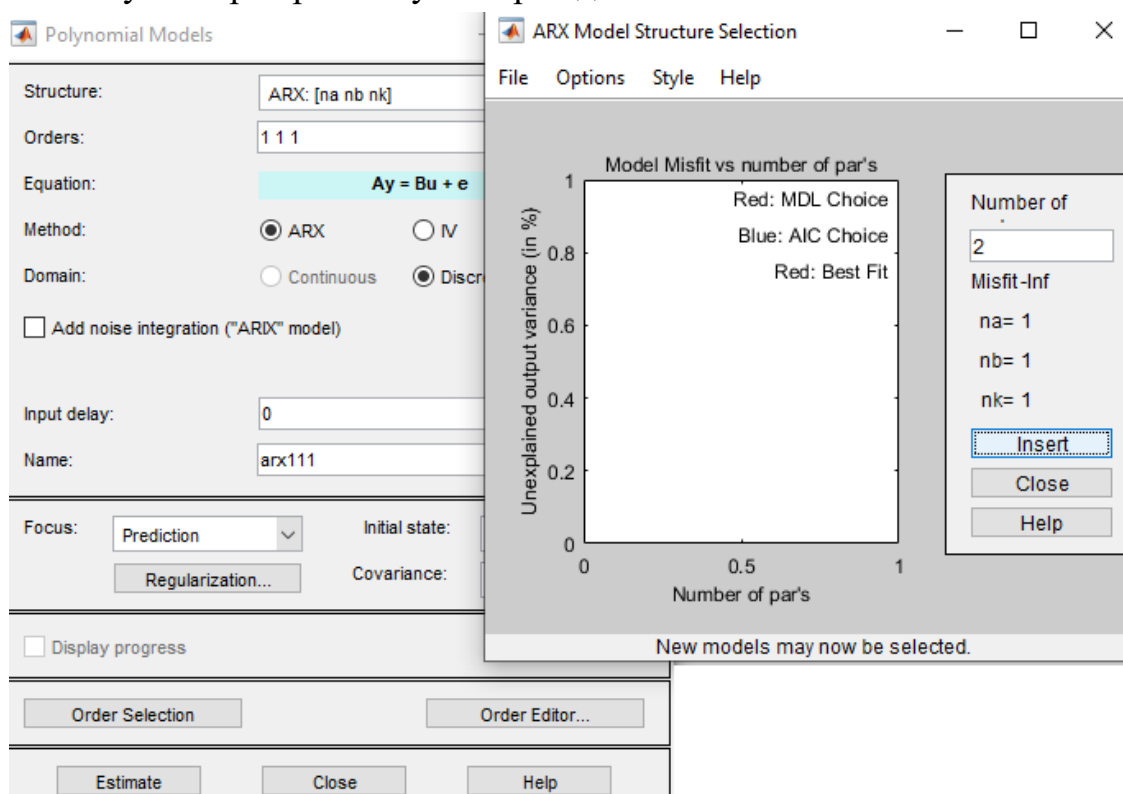 Polynomial Models
Structure:
ARX: [na nb nk]
Orders:
1 1 1
Equation:
Ay = Bu + e
Method:
ARX
IV
Domain:
Continuous
Add noise integration ("ARIX" model)
Input delay:
0
Name:
arx111
Focus:
Prediction
Initial state:
Regularization...
Covariance:
Display progress
Order Selection
Order Editor...
Estimate
Close
Help
ARX Model Structure Selection
File Options Style Help
Model Misfit vs number of par's
Red: MDL Choice
Blue: AIC Choice
Red: Best Fit
Unexplained output variance (in %)
1
0.8
0.6
0.4
0.2
0
0 0.5 1
Number of par's
Number of
2
Misfit-Inf
na= 1
nb= 1
nk= 1
Insert
Close
Help
New models may now be selected.